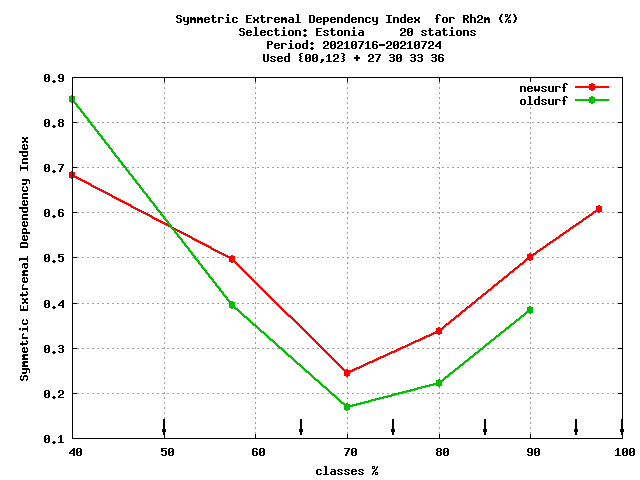 Symmetric Extremal Dependency Index  for Rh2m (%)
Selection: Estonia     20 stations
Period: 20210716-20210724
Used {00,12} + 27 30 33 36
newsurf
oldsurf
0.9
0.8
0.7
0.6
0.5
0.4
0.3
0.2
0.1
Symmetric Extremal Dependency Index
40 50 60 70 80 90 100
classes %